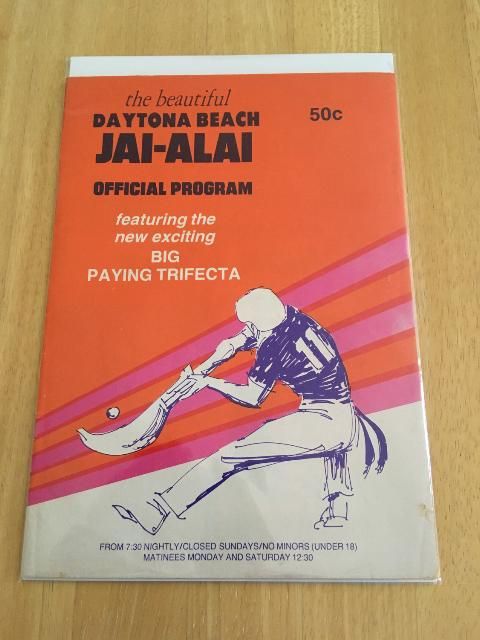 the beautiful
DAYTONA BEACH
JAI-ALAI
50c
OFFICIAL PROGRAM
featuring the
new exciting
BIG
PAYING TRIFECTA
11
FROM 7:30 NIGHTLY/CLOSED SUNDAYS/NO MINORS (UNDER 18)
MATINEES MONDAY AND SATURDAY 12:30